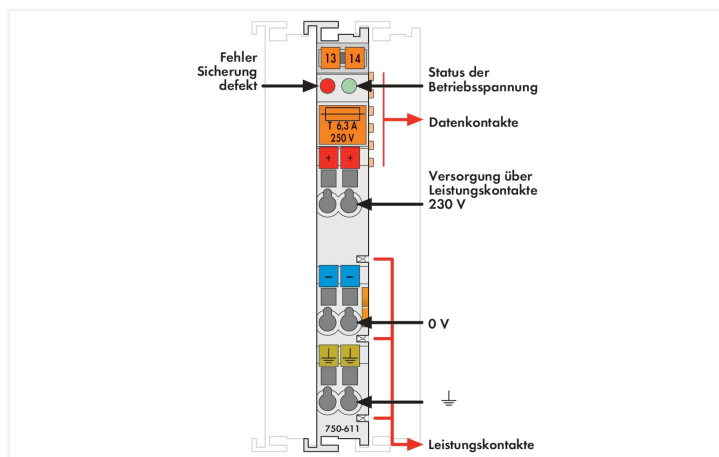 13 14
Fehler
Sicherung
defekt
Status der
Betriebsspannung
T 6,3 A
250 V
Datenkontakte
+ +
Versorgung über
Leistungskontakte
230 V
− −
0 V
750-611
Leistungskontakte